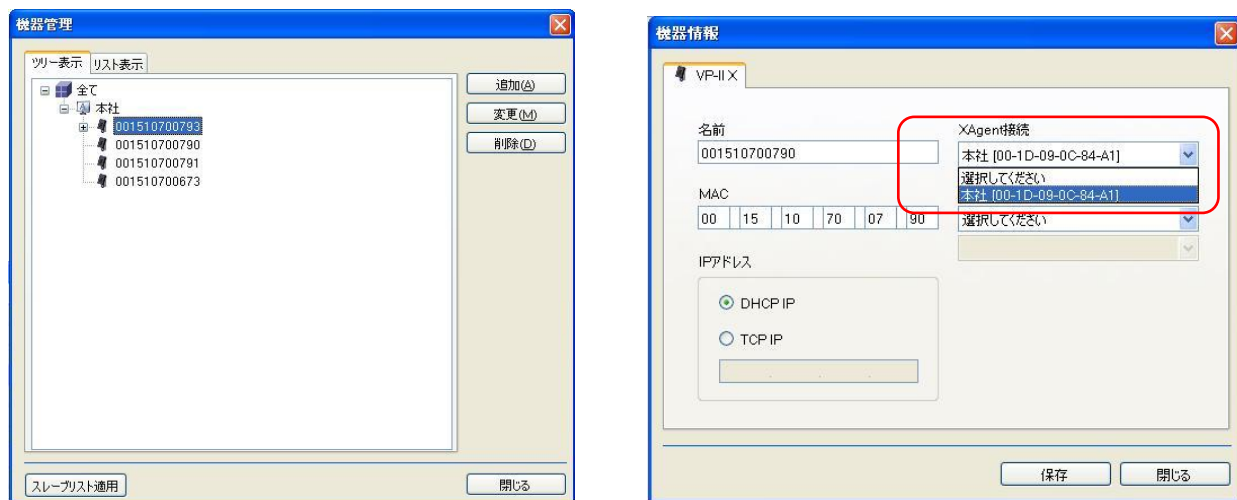 機器管理
ツリー表示 リスト表示
全て
本社
001510700793
001510700790
001510700791
001510700673
追加(A)
変更(M)
削除(D)
スレーブリスト適用
閉じる
機器情報
VP-II X
名前
001510700790
MAC
00 15 10 70 07 90
IPアドレス
DHCP IP
TCP IP
. . .
XAgent接続
本社 [00-1D-09-0C-84-A1]
選択してください
本社 [00-1D-09-0C-84-A1]
選択してください
保存
閉じる